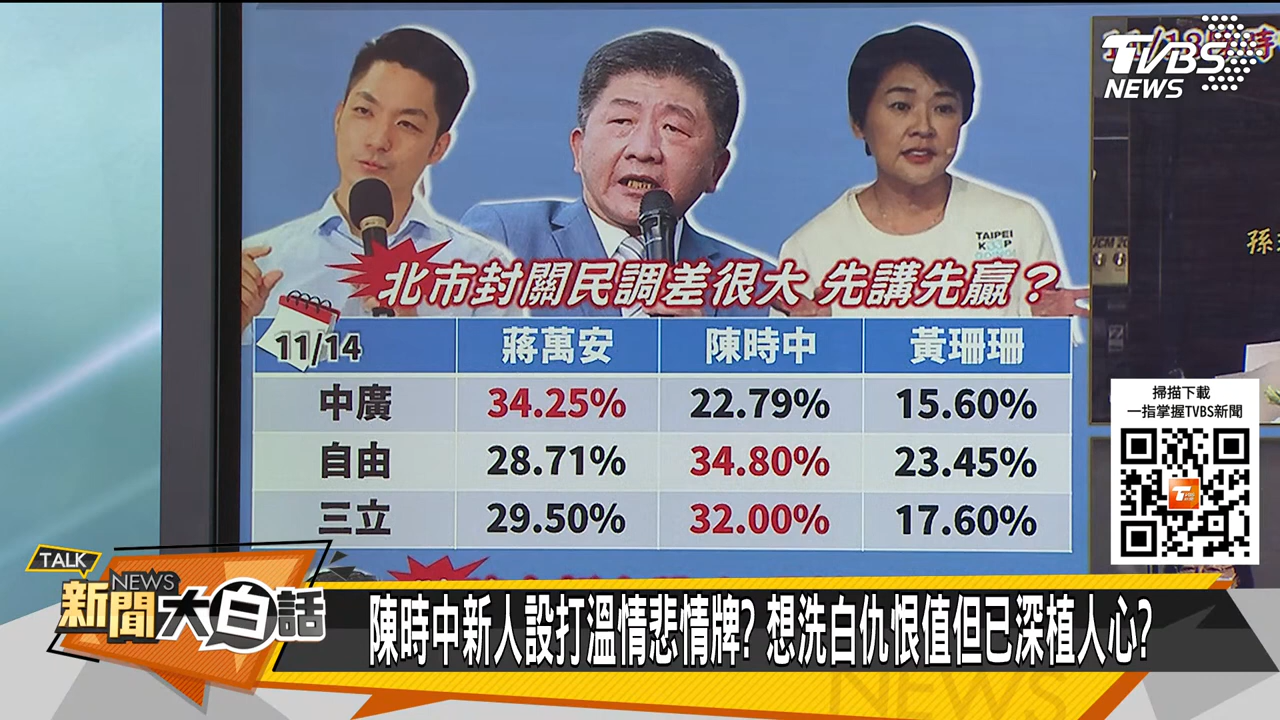 TVBS
NEWS
TAIPEI
北市封關民調差很大 先講先贏？
孫
11/14 蔣萬安 陳時中 黃珊珊
中廣 34.25% 22.79% 15.60%
自由 28.71% 34.80% 23.45%
三立 29.50% 32.00% 17.60%
掃描下載
一指掌握TVBS新聞
TALK
NEWS
新聞大白話
陳時中新人設打溫情悲情牌? 想洗白仇恨值但已深植人心?
NEWS